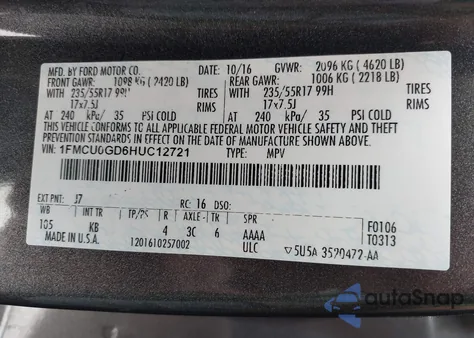 MFD. BY FORD MOTOR CO. 10/16 GVWR: 2096 KG ( 4620 LB)
FRONT GAWR: 1098 KG ( 2420 LB) REAR GAWR: 1006 KG ( 2218 LB)
WITH 235/55R17 99H TIRES WITH 235/55R17 99H TIRES
17x7.5J RIMS 17x7.5J RIMS
AT 240 kPa/ 35 PSI COLD AT 240 kPa/ 35 PSI COLD
THIS VEHICLE CONFORMS TO ALL APPLICABLE FEDERAL MOTOR VEHICLE SAFETY, BUMPER, AND
THEFT PREVENTION STANDARDS IN EFFECT ON THE DATE OF MANUFACTURE SHOWN ABOVE.
VIN: 1FMCU0GD6HUC12721 TYPE: MPV
EXT PNT: J7 RC: 16 DSO: F0106
WB INT TR TP/PS R AXLE TR SPR T0313
105 KB 4 3C 6 AAAA
MADE IN U.S.A. 1201610257002 ULC 5U5A 3520472-AA
autoSnap